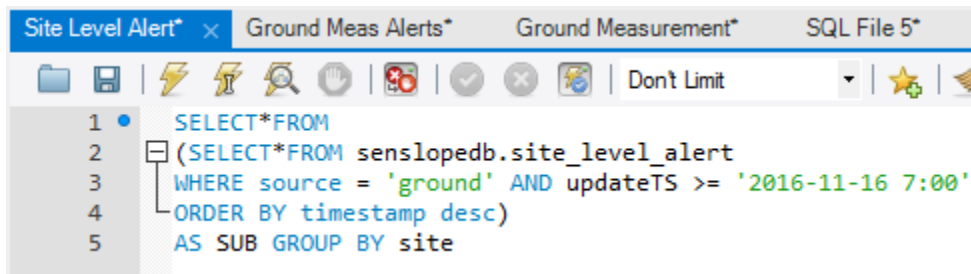 Site Level Alert* × Ground Meas Alerts* Ground Measurement* SQL File 5*
Don't Limit
1 SELECT*FROM
2 (SELECT*FROM senslopedb.site_level_alert
3 WHERE source = 'ground' AND updateTS >= '2016-11-16 7:00'
4 ORDER BY timestamp desc)
5 AS SUB GROUP BY site